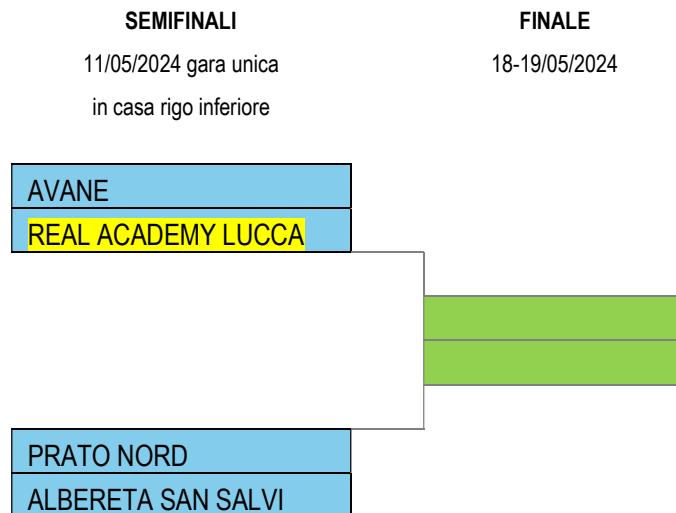 SEMIFINALI
FINALE
11/05/2024 gara unica
18-19/05/2024
in casa rigo inferiore
AVANE
REAL ACADEMY LUCCA
PRATO NORD
ALBERETA SAN SALVI